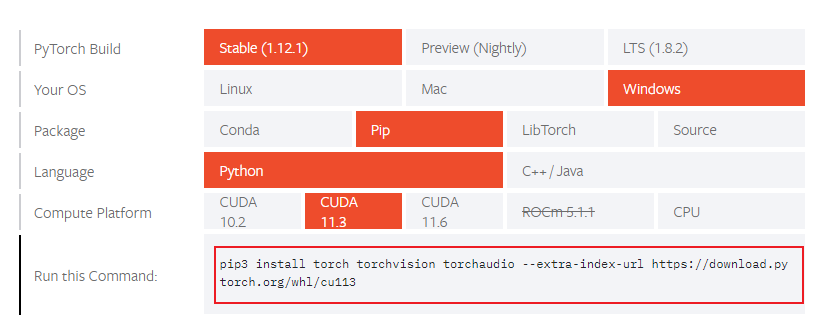 PyTorch Build Stable (1.12.1) Preview (Nightly) LTS (1.8.2)
Your OS Linux Mac Windows
Package Conda Pip LibTorch Source
Language Python C++ / Java
Compute Platform CUDA 10.2 CUDA 11.3 CUDA 11.6 ROCm 5.1.1 CPU
Run this Command:
pip3 install torch torchvision torchaudio --extra-index-url https://download.py
torch.org/whl/cu113